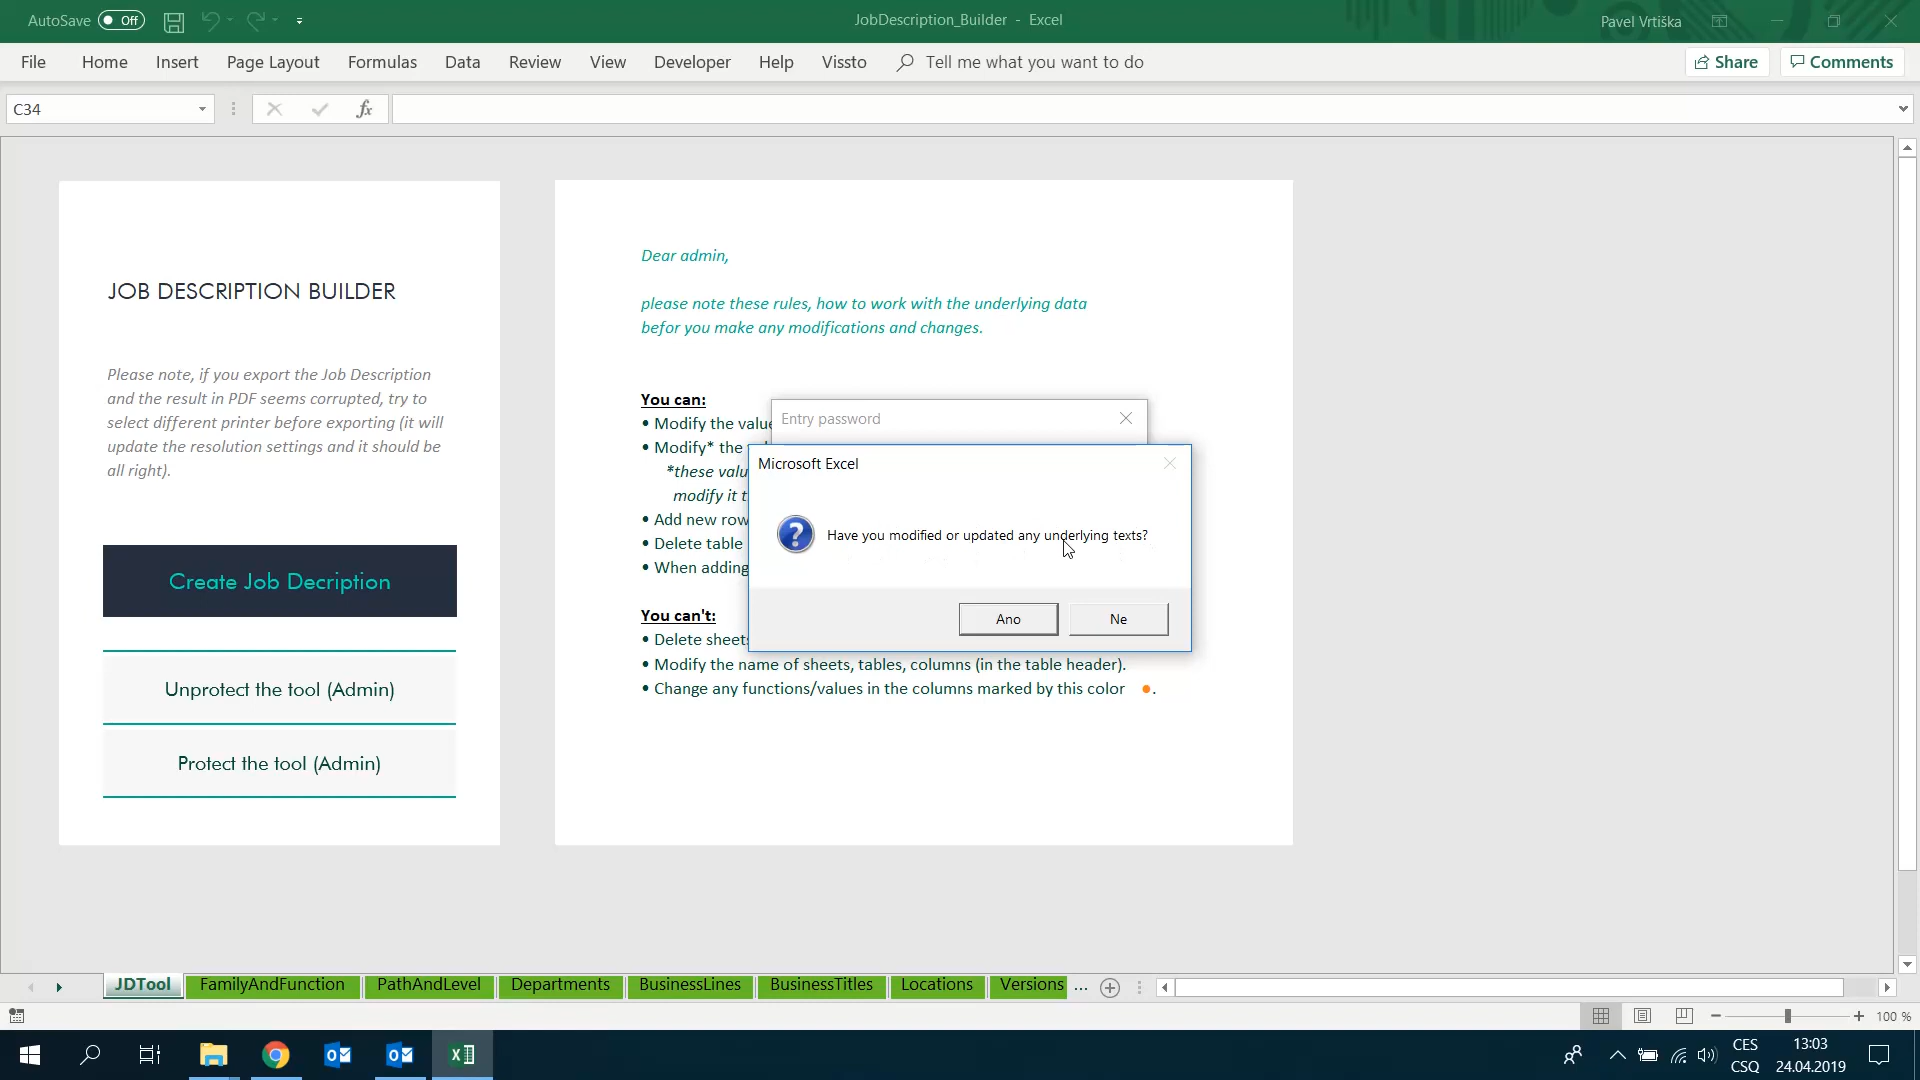 AutoSave Off
JobDescription_Builder - Excel
Pavel Vrtiška
File Home Insert Page Layout Formulas Data Review View Developer Help Vissto Tell me what you want to do
Share Comments
C34
fx
JOB DESCRIPTION BUILDER
Please note, if you export the Job Description
and the result in PDF seems corrupted, try to
select different printer before exporting (it will
update the resolution settings and it should be
all right).
Create Job Decription
Unprotect the tool (Admin)
Protect the tool (Admin)
Dear admin,
please note these rules, how to work with the underlying data
befor you make any modifications and changes.
You can:
• Modify the value
• Modify* the
*these valu
modify it t
• Add new row
• Delete table
• When adding
You can't:
• Delete sheets
• Modify the name of sheets, tables, columns (in the table header).
• Change any functions/values in the columns marked by this color .
Entry password
Microsoft Excel
Have you modified or updated any underlying texts?
Ano Ne
JDTool FamilyAndFunction PathAndLevel Departments BusinessLines BusinessTitles Locations Versions ...
100 %
CES
CSQ
13:03
24.04.2019